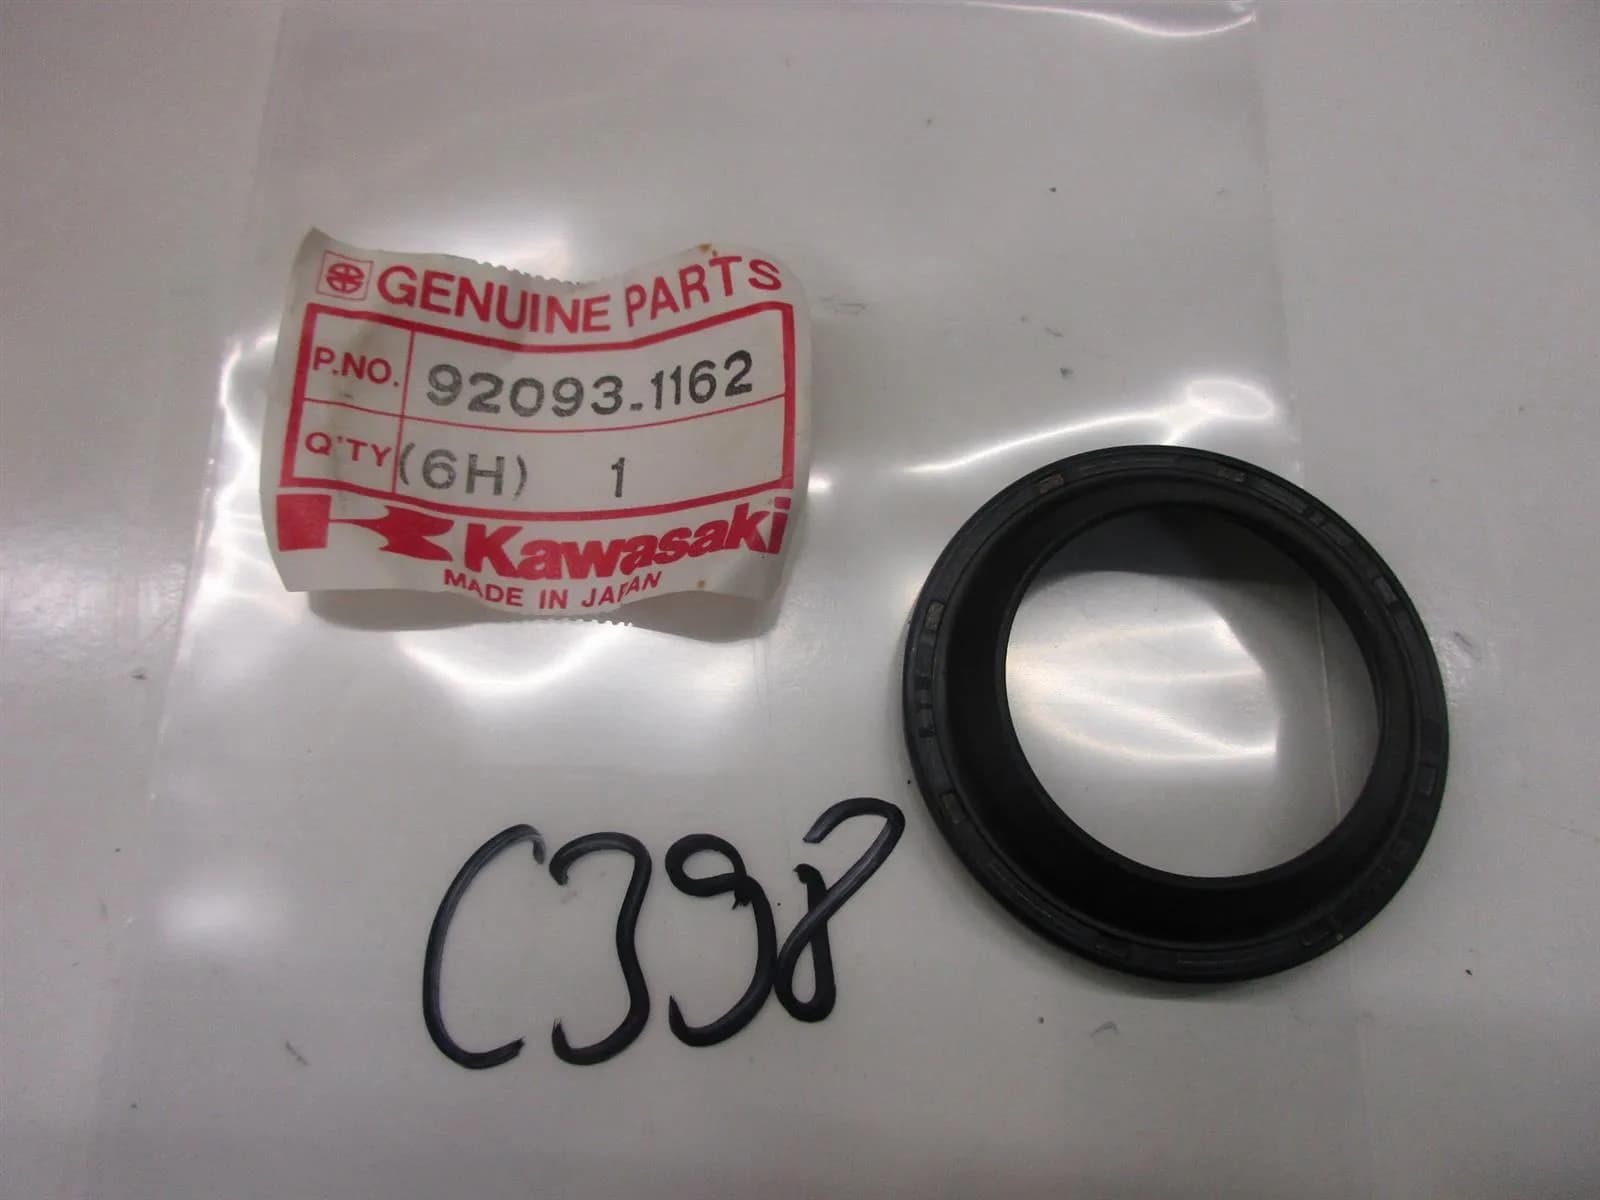 GENUINE PARTS
P.NO. 92093-1162
Q'TY (6H) 1
Kawasaki
MADE IN JAPAN
C398